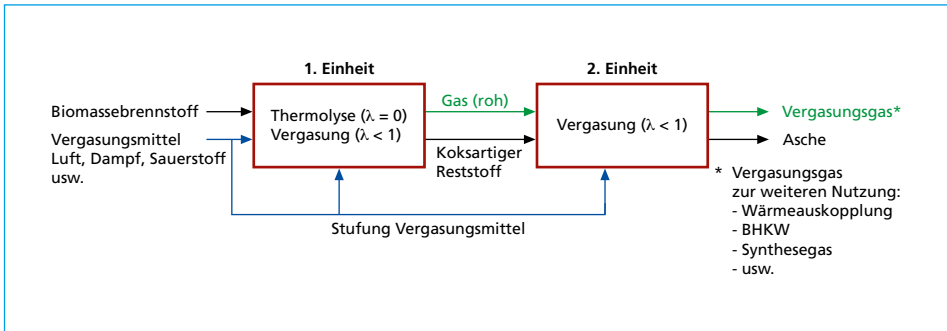 1. Einheit
2. Einheit
Biomassebrennstoff
Vergasungsmittel
Luft, Dampf, Sauerstoff
usw.
Thermolyse (λ = 0)
Vergasung (λ < 1)
Gas (roh)
Koksartiger
Reststoff
Vergasung (λ < 1)
Vergasungsgas*
Asche
Stufung Vergasungsmittel
* Vergasungsgas
zur weiteren Nutzung:
- Wärmeauskopplung
- BHKW
- Synthesegas
- usw.